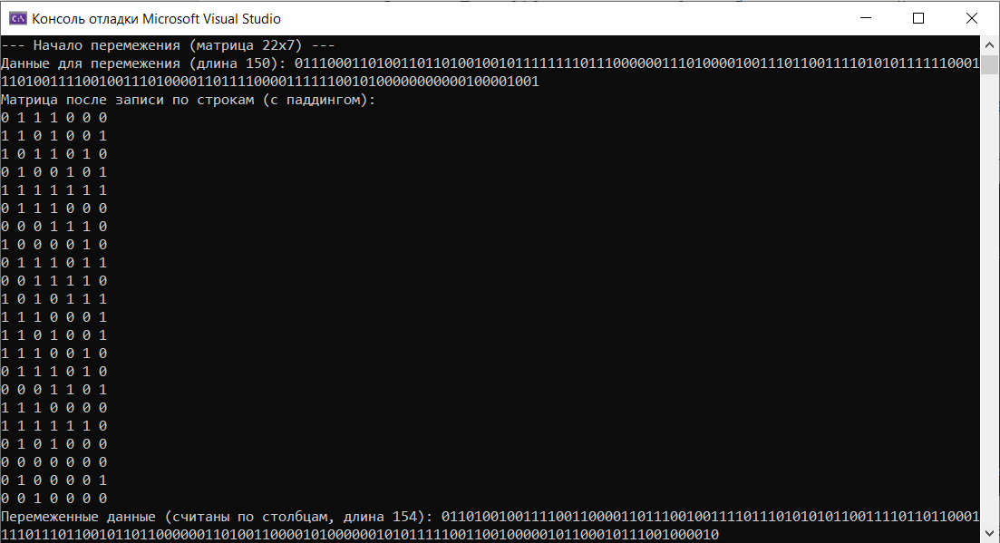 Консоль отладки Microsoft Visual Studio
--- Начало перемежения (матрица 22x7) ---
Данные для перемежения (длина 150): 011100011010011011010010010111111110111000000111010000100111011001111010101111110001
110100111100100111010000110111100001111110010100000000000100001001
Матрица после записи по строкам (с паддингом):
0 1 1 1 0 0 0
1 1 0 1 0 0 1
1 0 1 1 0 1 0
0 1 0 0 1 0 1
1 1 1 1 1 1 1
0 1 1 1 0 0 0
0 0 0 1 1 1 0
1 0 0 0 0 1 0
0 1 1 1 0 1 1
0 0 1 1 1 1 0
1 0 1 0 1 1 1
1 1 1 0 0 0 1
1 1 0 1 0 0 1
1 1 1 0 0 1 0
0 1 1 1 0 1 0
0 0 0 1 1 0 1
1 1 1 0 0 0 0
1 1 1 1 1 1 0
0 1 0 1 0 0 0
0 0 0 0 0 0 0
0 1 0 0 0 0 1
0 0 1 0 0 0 0
Перемеженные данные (считаны по столбцам, длина 154): 011010010011110011000011011100100111101110101010110011110110110001
1110111011001011011000000110100110000101000000101011111001100100000101100010111001000010